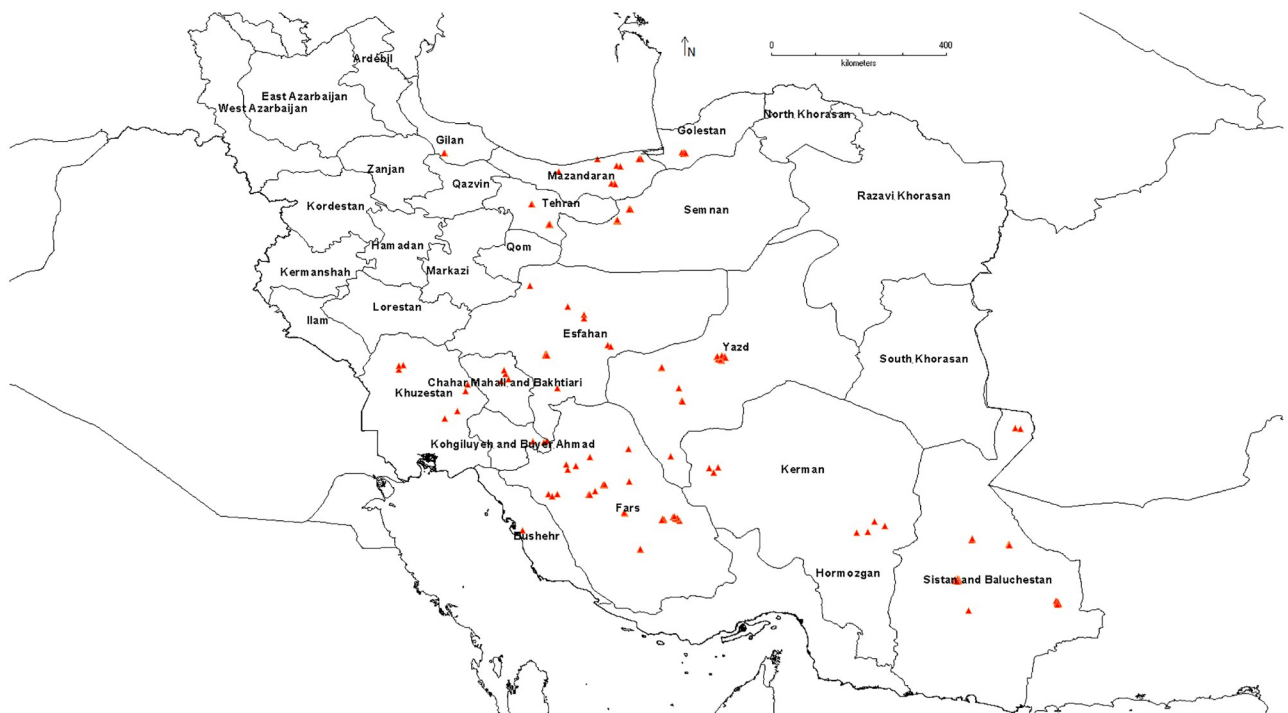 N
0 400
kilometers
Ardebil
East Azarbaijan
West Azarbaijan
North Khorasan
Golestan
Gilan
Zanjan
Mazandaran
Qazvin
Razavi Khorasan
Tehran
Kordestan
Semnan
Hamadan
Qom
Kermanshah
Markazi
Lorestan
Ilam
Esfahan
Yazd
South Khorasan
Chahar Mahall and Bakhtiari
Khuzestan
Kohgiluyeh and Buyer Ahmad
Kerman
Fars
Bushehr
Hormozgan
Sistan and Baluchestan